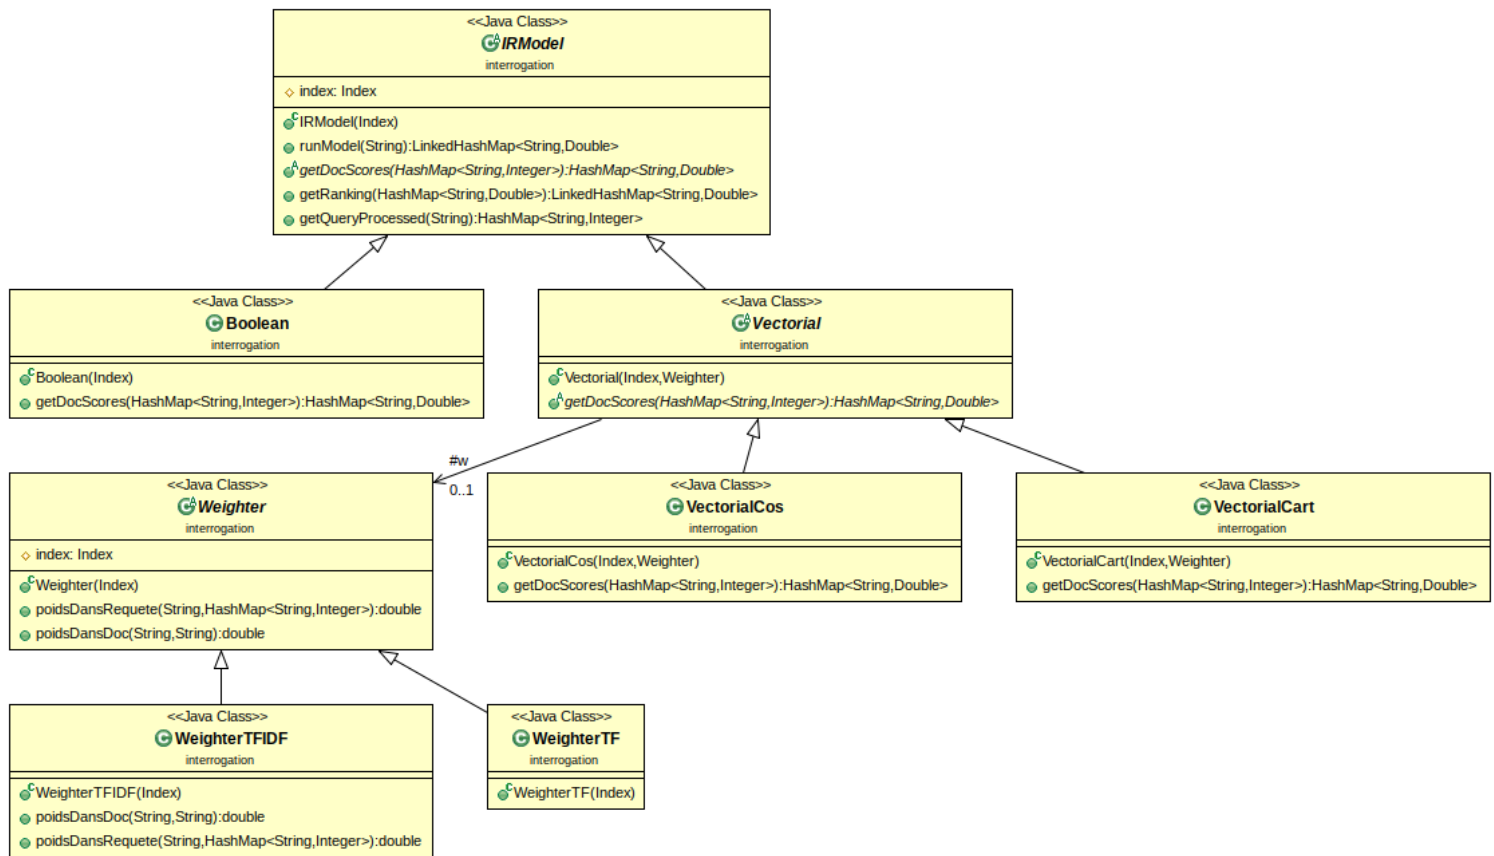 <<Java Class>>
IRModel
interrogation
index: Index
IRModel(Index)
runModel(String):LinkedHashMap<String,Double>
getDocScores(HashMap<String,Integer>):HashMap<String,Double>
getRanking(HashMap<String,Double>):LinkedHashMap<String,Double>
getQueryProcessed(String):HashMap<String,Integer>
<<Java Class>>
Boolean
interrogation
Boolean(Index)
getDocScores(HashMap<String,Integer>):HashMap<String,Double>
<<Java Class>>
Vectorial
interrogation
Vectorial(Index,Weighter)
getDocScores(HashMap<String,Integer>):HashMap<String,Double>
#w
0..1
<<Java Class>>
Weighter
interrogation
index: Index
Weighter(Index)
poidsDansRequete(String,HashMap<String,Integer>):double
poidsDansDoc(String,String):double
<<Java Class>>
VectorialCos
interrogation
VectorialCos(Index,Weighter)
getDocScores(HashMap<String,Integer>):HashMap<String,Double>
<<Java Class>>
VectorialCart
interrogation
VectorialCart(Index,Weighter)
getDocScores(HashMap<String,Integer>):HashMap<String,Double>
<<Java Class>>
WeighterTFIDF
interrogation
WeighterTFIDF(Index)
poidsDansDoc(String,String):double
poidsDansRequete(String,HashMap<String,Integer>):double
<<Java Class>>
WeighterTF
interrogation
WeighterTF(Index)